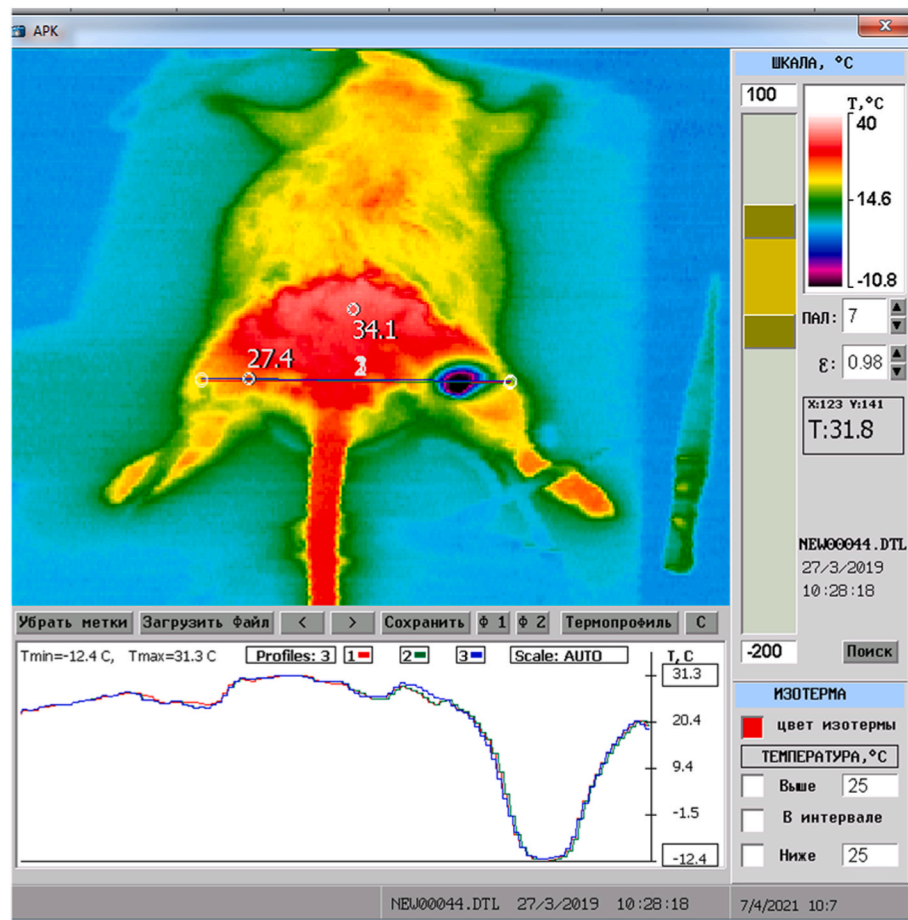 APK
X
34.1
27.4
Убрать метки Загрузить файл < > Сохранить Ф 1 Ф 2 Термопрофиль С
Tmin=-12.4 C, Tmax=31.3 C Profiles: 3 1 2 3 Scale: AUTO T, C
31.3
20.4
9.4
-1.5
-12.4
ШКАЛА, °C
100
T,°C
40
14.6
-10.8
ПАЛ: 7
ε: 0.98
X:123 Y:141
T:31.8
NEW00044.DTL
27/3/2019
10:28:18
-200 Поиск
ИЗОТЕРМА
цвет изотермы
ТЕМПЕРАТУРА,°C
Выше 25
В интервале
Ниже 25
NEW00044.DTL 27/3/2019 10:28:18 7/4/2021 10:7